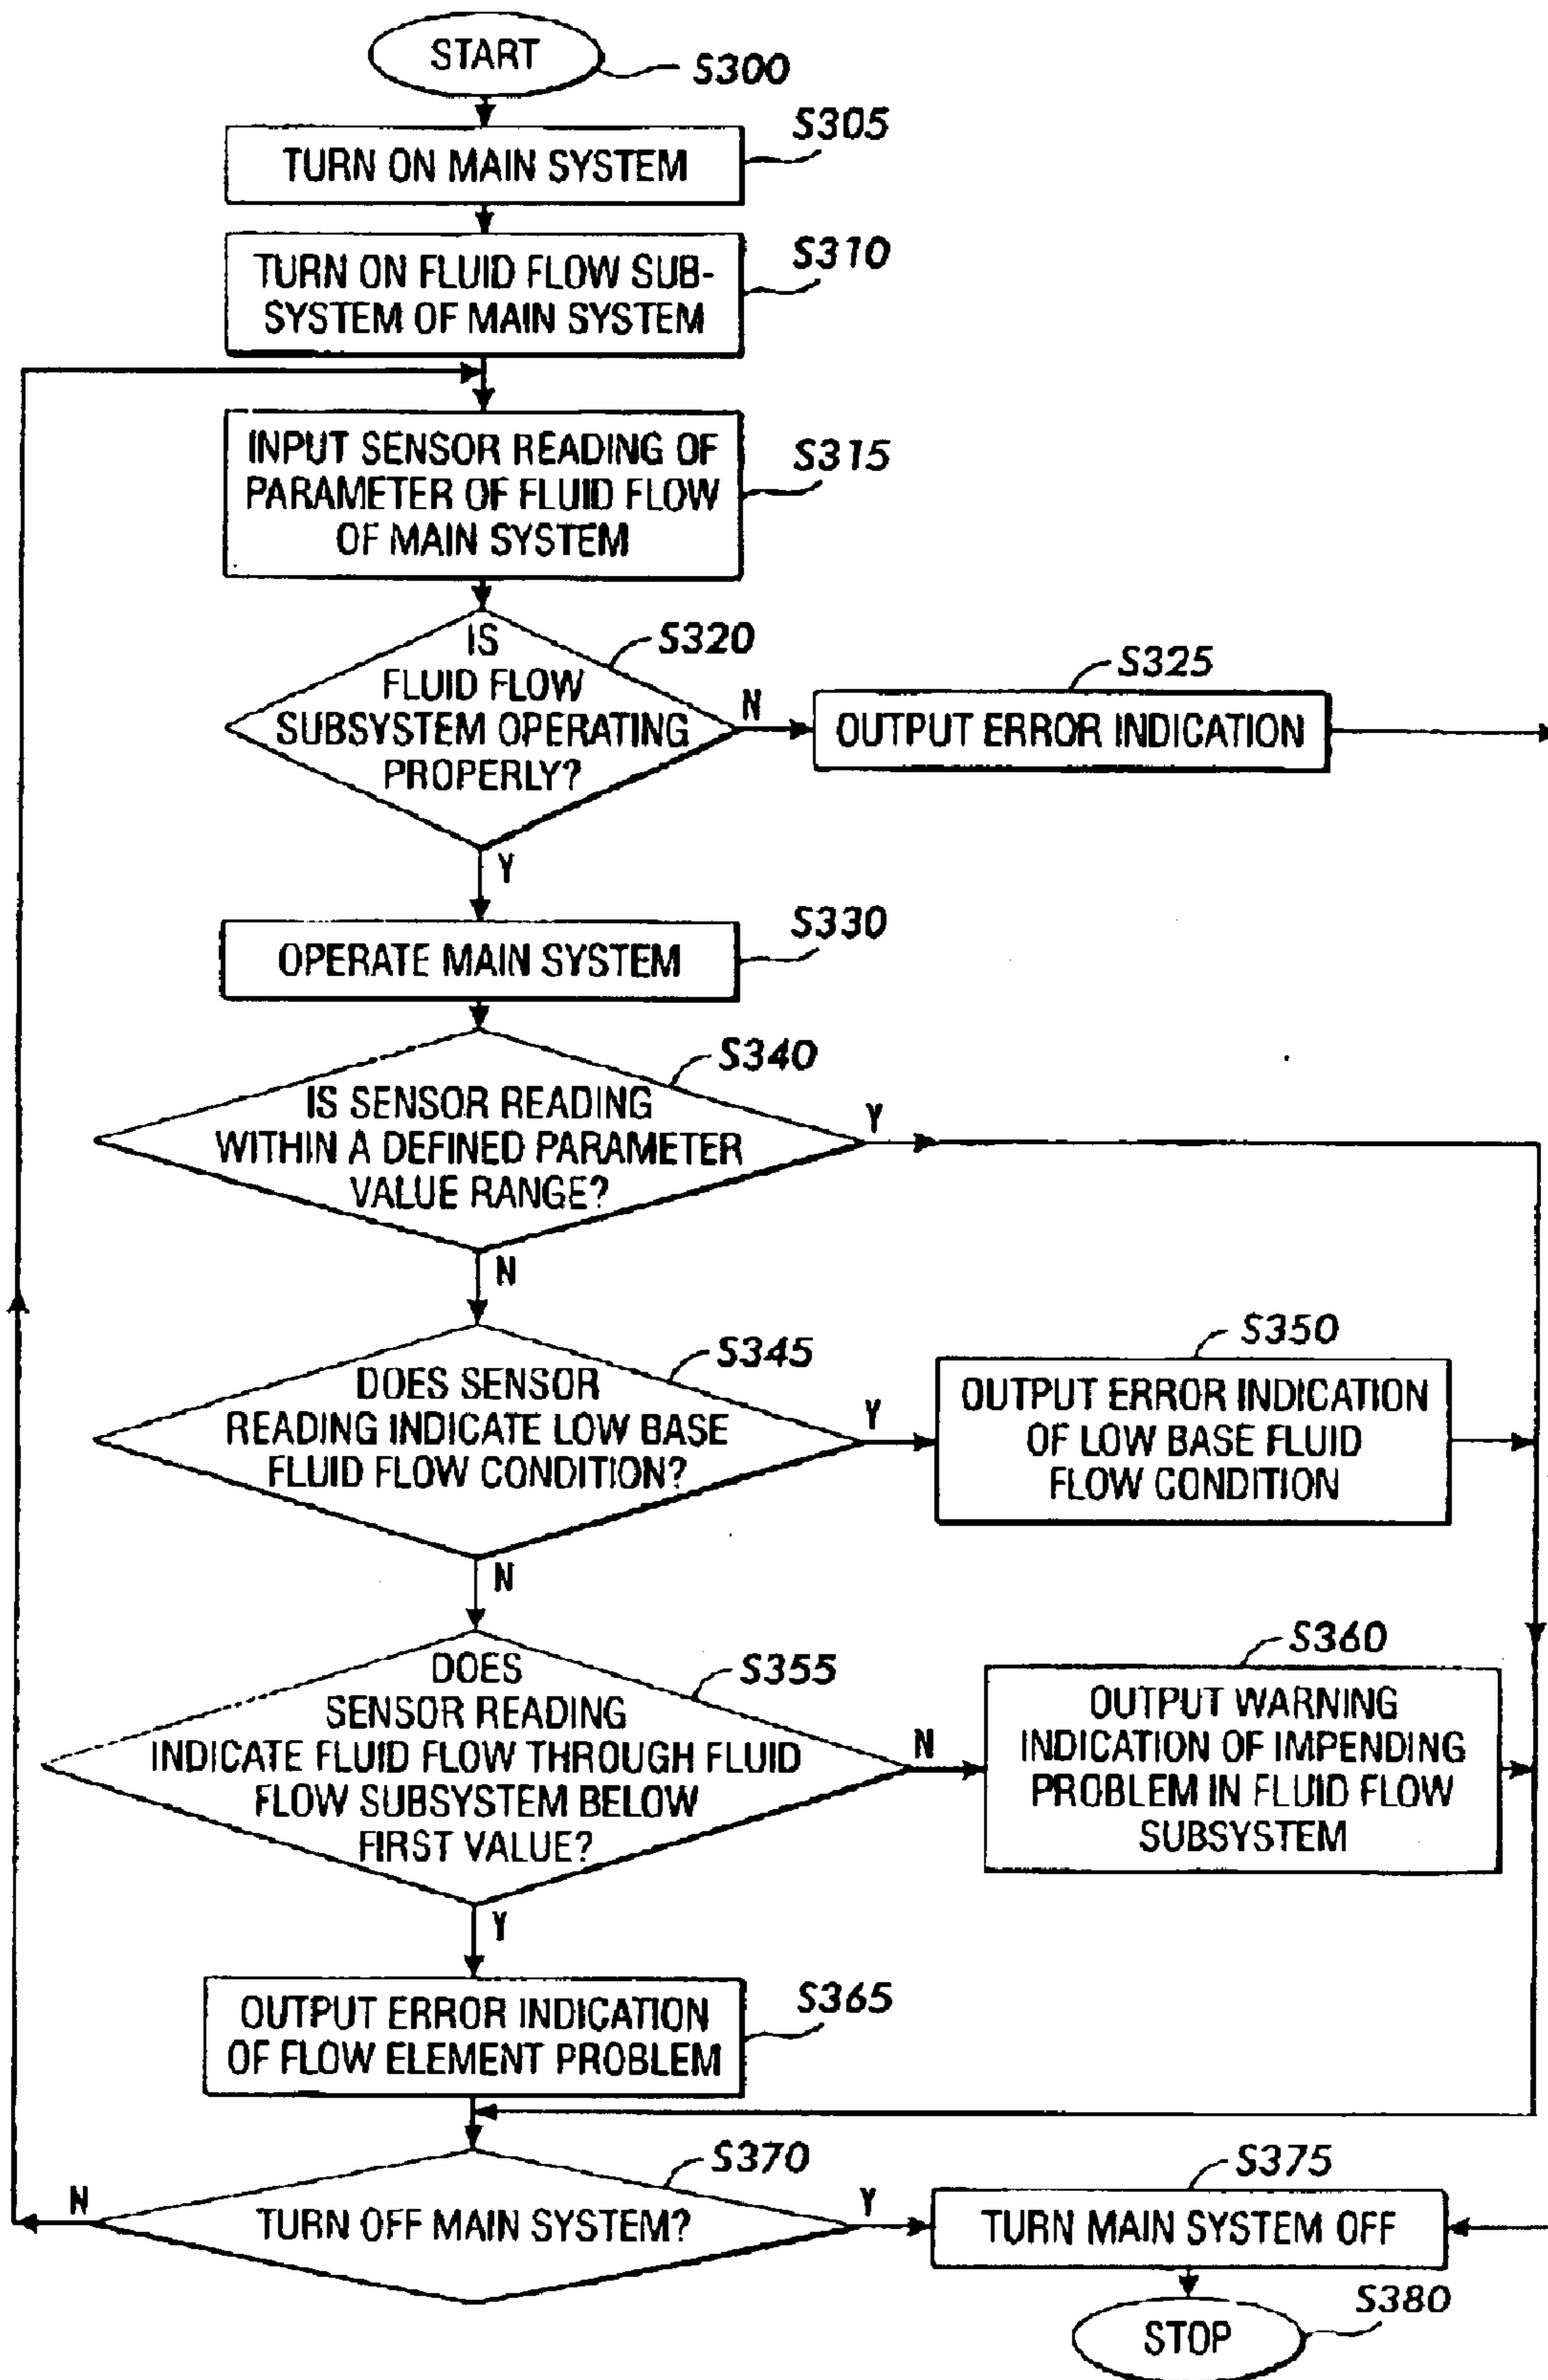 START
S300
S305
TURN ON MAIN SYSTEM
S310
TURN ON FLUID FLOW SUB-
SYSTEM OF MAIN SYSTEM
INPUT SENSOR READING OF
PARAMETER OF FLUID FLOW
OF MAIN SYSTEM
S315
IS
FLUID FLOW
SUBSYSTEM OPERATING
PROPERLY?
S320
N
S325
OUTPUT ERROR INDICATION
Y
S330
OPERATE MAIN SYSTEM
S340
IS SENSOR READING
WITHIN A DEFINED PARAMETER
VALUE RANGE?
Y
N
S345
DOES SENSOR
READING INDICATE LOW BASE
FLUID FLOW CONDITION?
Y
S350
OUTPUT ERROR INDICATION
OF LOW BASE FLUID
FLOW CONDITION
N
S355
DOES
SENSOR READING
INDICATE FLUID FLOW THROUGH FLUID
FLOW SUBSYSTEM BELOW
FIRST VALUE?
N
S360
OUTPUT WARNING
INDICATION OF IMPENDING
PROBLEM IN FLUID FLOW
SUBSYSTEM
Y
S365
OUTPUT ERROR INDICATION
OF FLOW ELEMENT PROBLEM
S370
N
TURN OFF MAIN SYSTEM?
Y
S375
TURN MAIN SYSTEM OFF
S380
STOP